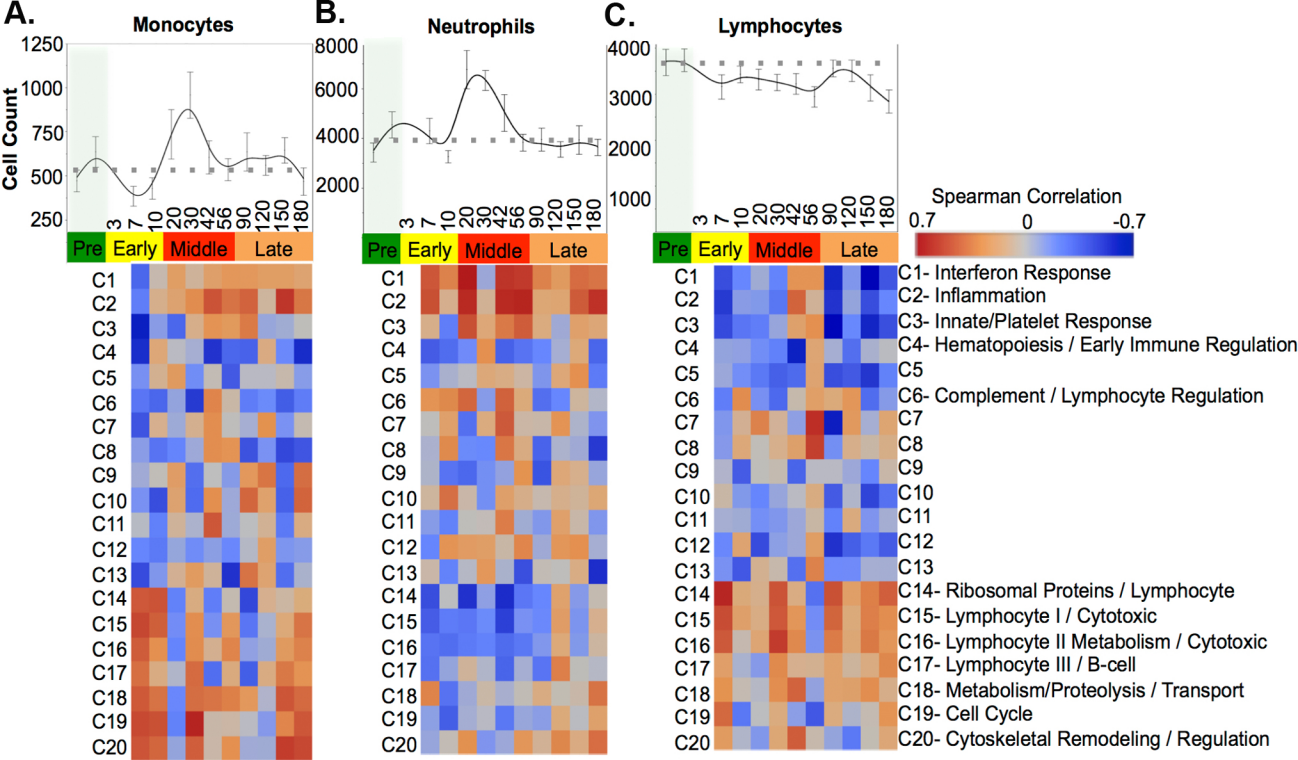 A.
Monocytes
1250
1000
750
500
250
Cell Count
3 7 10 20 30 42 56 90 120 150 180
Pre Early Middle Late
C1
C2
C3
C4
C5
C6
C7
C8
C9
C10
C11
C12
C13
C14
C15
C16
C17
C18
C19
C20
B.
Neutrophils
8000
6000
4000
2000
3 7 10 20 30 42 56 90 120 150 180
Pre Early Middle Late
C1
C2
C3
C4
C5
C6
C7
C8
C9
C10
C11
C12
C13
C14
C15
C16
C17
C18
C19
C20
C.
Lymphocytes
4000
3000
2000
1000
3 7 10 20 30 42 56 90 120 150 180
Pre Early Middle Late
C1
C2
C3
C4
C5
C6
C7
C8
C9
C10
C11
C12
C13
C14
C15
C16
C17
C18
C19
C20
Spearman Correlation
0.7 0 -0.7
C1- Interferon Response
C2- Inflammation
C3- Innate/Platelet Response
C4- Hematopoiesis / Early Immune Regulation
C5
C6- Complement / Lymphocyte Regulation
C7
C8
C9
C10
C11
C12
C13
C14- Ribosomal Proteins / Lymphocyte
C15- Lymphocyte I / Cytotoxic
C16- Lymphocyte II Metabolism / Cytotoxic
C17- Lymphocyte III / B-cell
C18- Metabolism/Proteolysis / Transport
C19- Cell Cycle
C20- Cytoskeletal Remodeling / Regulation